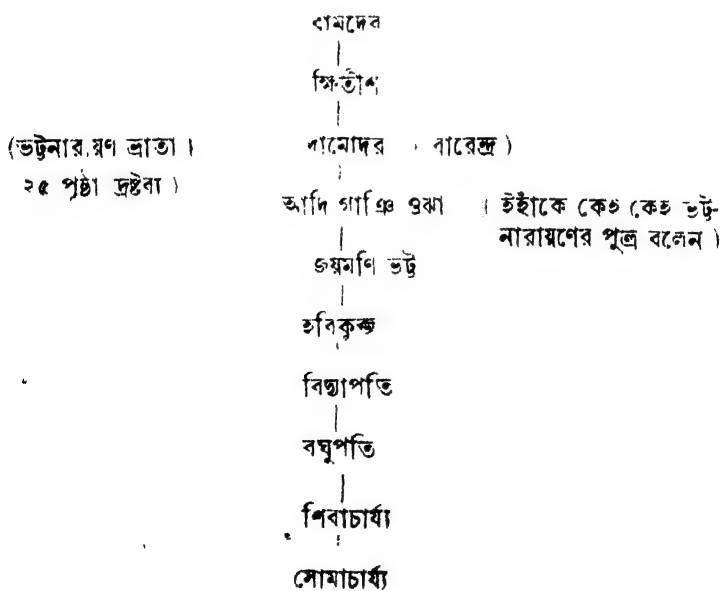 বামদেব
ক্ষিতীশ
(ভট্টনারায়ণ ভ্রাতা। দামোদর (বারেন্দ্র)
২৫ পৃষ্ঠা দ্রষ্টব্য)
আদি গাঞি ওঝা (ইহাঁকে কেহ কেহ ভট্ট-
নারায়ণের পুত্র বলেন)
জয়মণি ভট্ট
হরিকুব্জ
বিদ্যাপতি
রঘুপতি
শিবাচার্য্য
সোমাচার্য্য